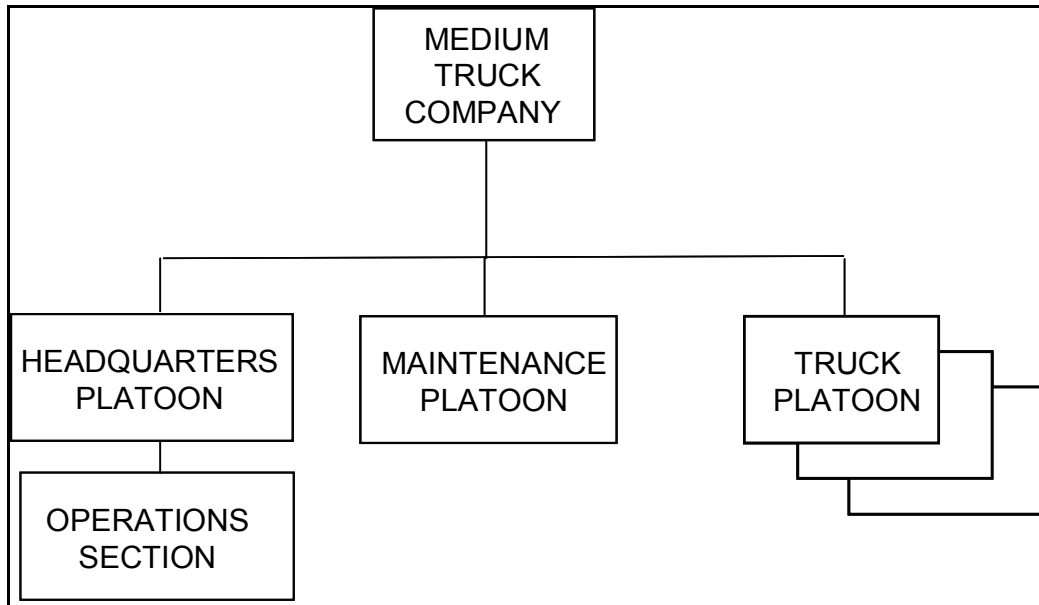 MEDIUM
TRUCK
COMPANY
HEADQUARTERS
PLATOON
MAINTENANCE
PLATOON
TRUCK
PLATOON
OPERATIONS
SECTION